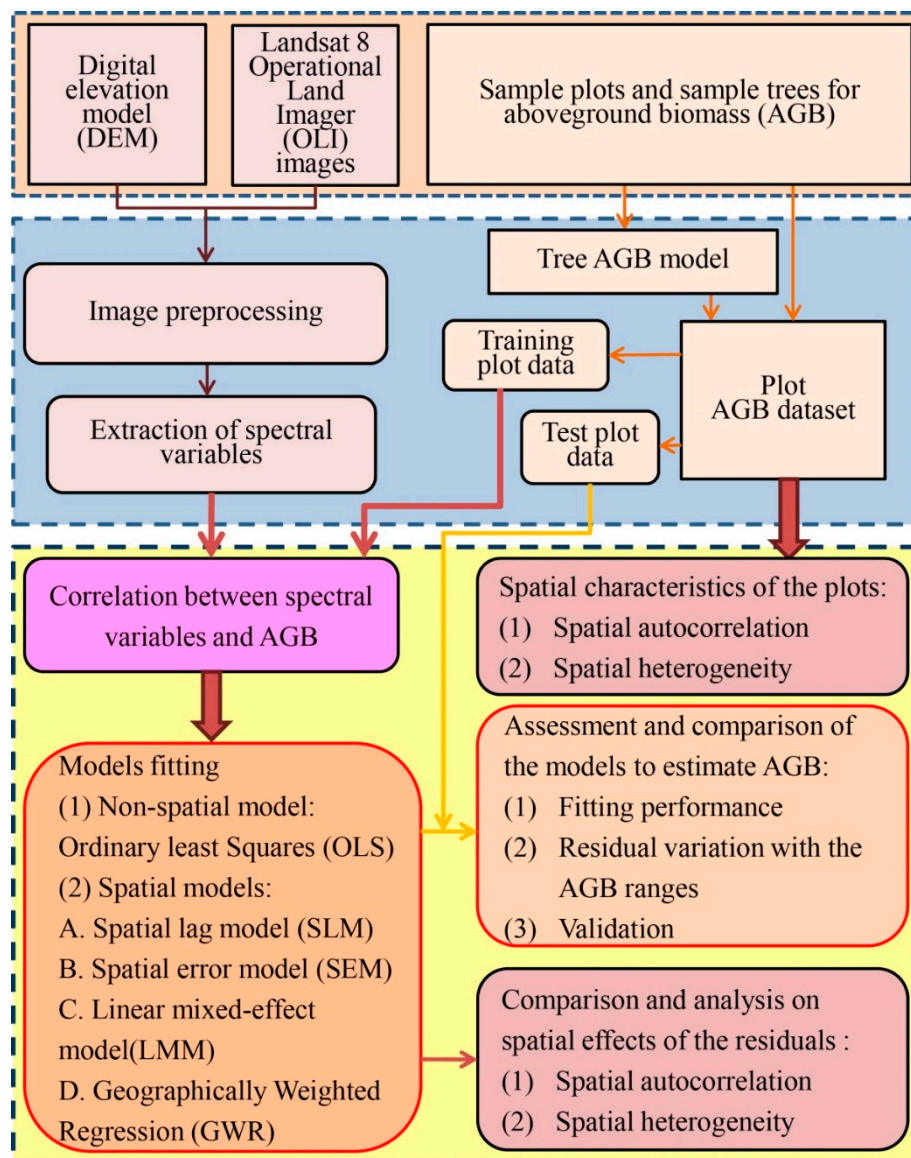 Digital
elevation
model
(DEM)
Landsat 8
Operational
Land
Imager
(OLI)
images
Sample plots and sample trees for
aboveground biomass (AGB)
Tree AGB model
Image preprocessing
Training
plot data
Plot
AGB dataset
Extraction of spectral
variables
Test plot
data
Correlation between spectral
variables and AGB
Spatial characteristics of the plots:
(1) Spatial autocorrelation
(2) Spatial heterogeneity
Models fitting
(1) Non-spatial model:
Ordinary least Squares (OLS)
(2) Spatial models:
A. Spatial lag model (SLM)
B. Spatial error model (SEM)
C. Linear mixed-effect
model(LMM)
D. Geographically Weighted
Regression (GWR)
Assessment and comparison of
the models to estimate AGB:
(1) Fitting performance
(2) Residual variation with the
AGB ranges
(3) Validation
Comparison and analysis on
spatial effects of the residuals :
(1) Spatial autocorrelation
(2) Spatial heterogeneity